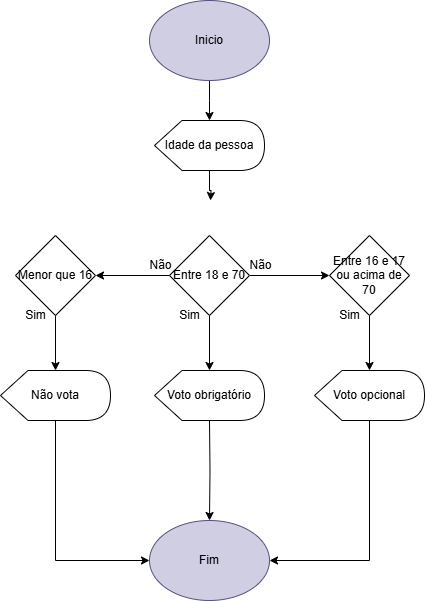 Inicio
Idade da pessoa
Não
Não
Menor que 16
Entre 18 e 70
Entre 16 e 17
ou acima de
70
Sim
Sim
Sim
Não vota
Voto obrigatório
Voto opcional
Fim